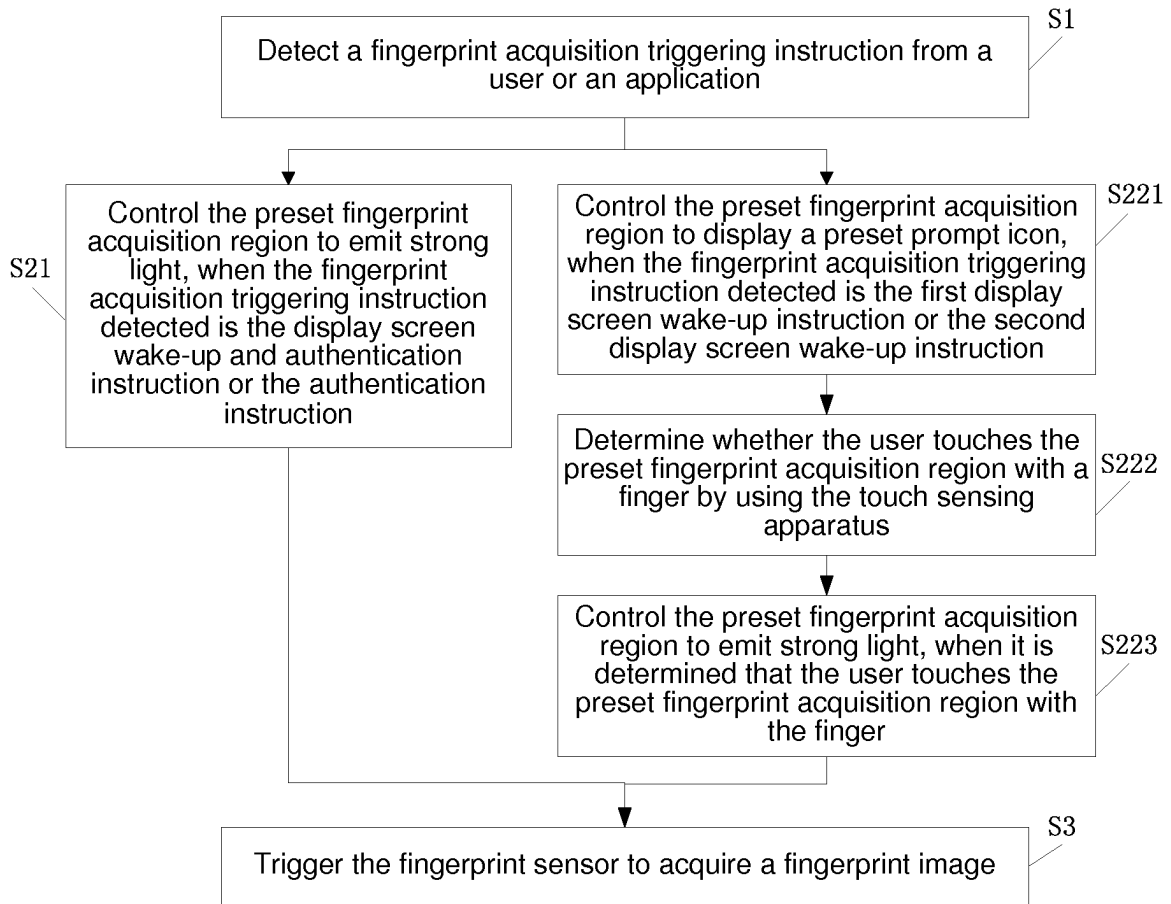 S1
Detect a fingerprint acquisition triggering instruction from a
user or an application
S21
Control the preset fingerprint
acquisition region to emit strong
light, when the fingerprint
acquisition triggering instruction
detected is the display screen
wake-up and authentication
instruction or the authentication
instruction
S221
Control the preset fingerprint acquisition
region to display a preset prompt icon,
when the fingerprint acquisition triggering
instruction detected is the first display
screen wake-up instruction or the second
display screen wake-up instruction
S222
Determine whether the user touches the
preset fingerprint acquisition region with a
finger by using the touch sensing
apparatus
S223
Control the preset fingerprint acquisition
region to emit strong light, when it is
determined that the user touches the
preset fingerprint acquisition region with
the finger
S3
Trigger the fingerprint sensor to acquire a fingerprint image